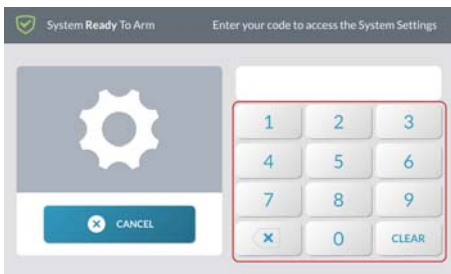 System Ready To Arm
Enter your code to access the System Settings
1 2 3
4 5 6
7 8 9
0 CLEAR
CANCEL